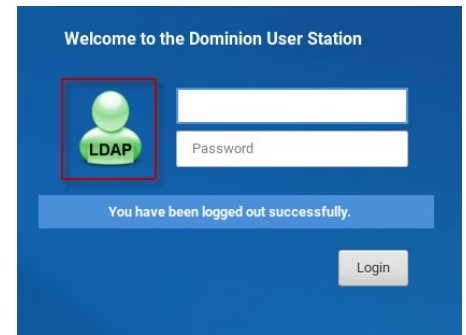 Welcome to the Dominion User Station
LDAP
Password
You have been logged out successfully.
Login